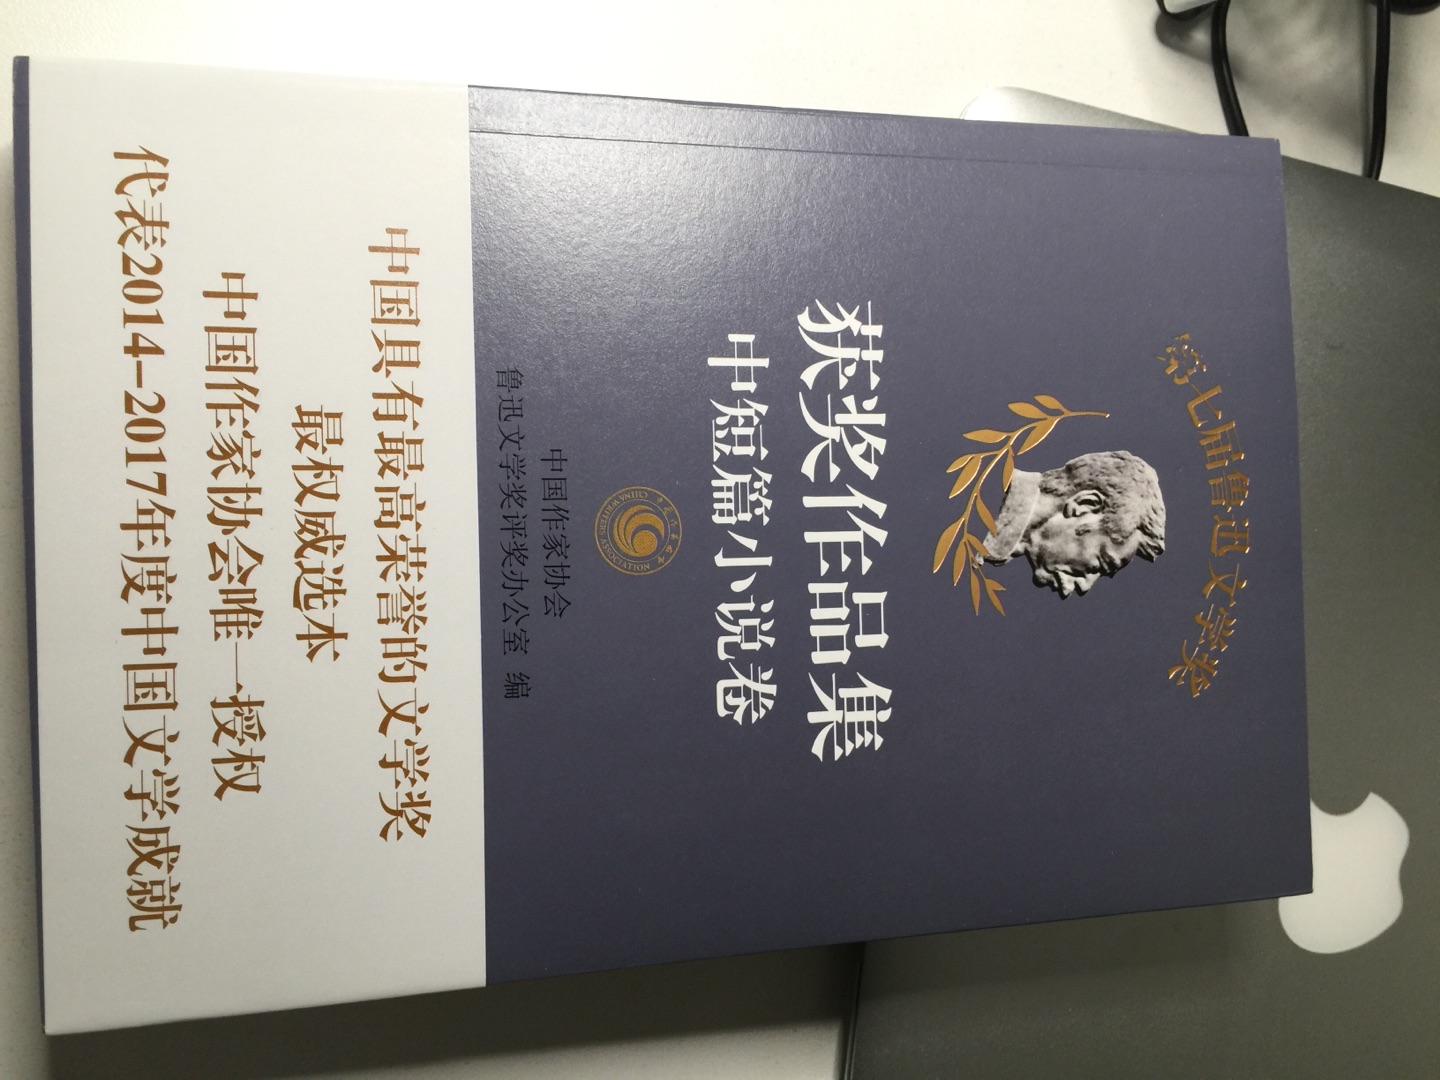 第七届鲁迅文学奖
获奖作品集
中短篇小说卷
CHINA WRITERS ASSOCIATION
中国作家协会
鲁迅文学奖评奖办公室 编
中国具有最高荣誉的文学奖
最权威选本
中国作家协会唯一授权
代表2014-2017年度中国文学成就